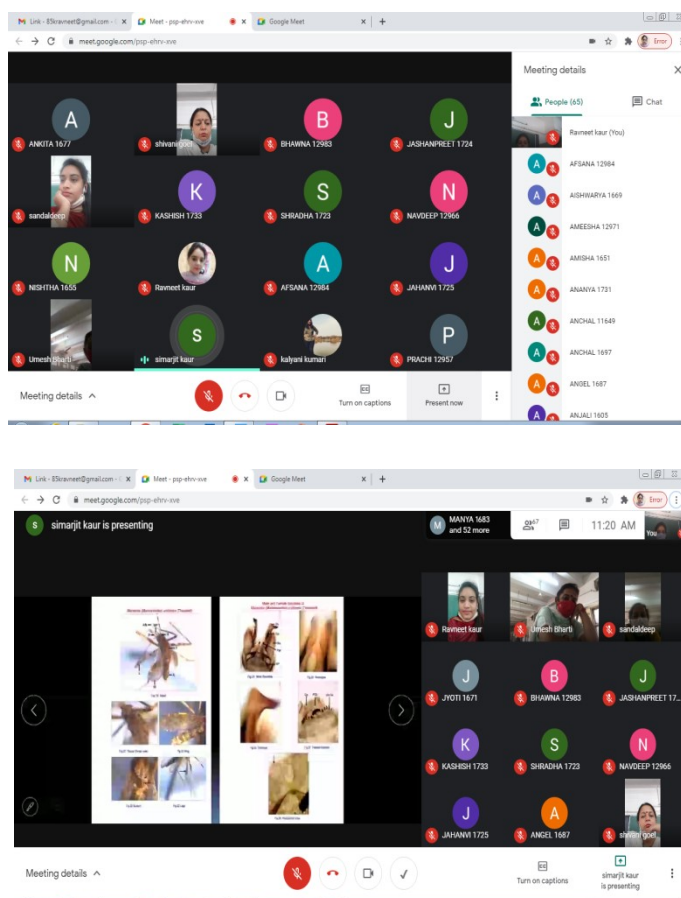 Link - 85kravneet@gmail.com -
Meet - psp-ehrv-xve
Google Meet
meet.google.com/psp-ehrv-xve
Error
Meeting details
People (65)
Chat
Ravneet kaur (You)
AFSANA 12984
AISHWARYA 1669
AMEESHA 12971
AMISHA 1651
ANANYA 1731
ANCHAL 11649
ANCHAL 1697
ANGEL 1687
ANJALI 1605
A
ANKITA 1677
shivani goel
B
BHAWNA 12983
J
JASHANPREET 1724
sandaldeep
K
KASHISH 1733
S
SHRADHA 1723
N
NAVDEEP 12966
N
NISHTHA 1655
Ravneet kaur
A
AFSANA 12984
J
JAHANVI 1725
Umesh Bharti
S
simarjit kaur
kalyani kumari
P
PRACHI 12957
Meeting details
Turn on captions
Present now
Meet - psp-ehrv-xve
Google Meet
meet.google.com/psp-ehrv-xve
Error
S
simarjit kaur is presenting
M
MANYA 1683
and 52 more
67
11:20 AM
You
Ravneet kaur
Umesh Bharti
sandaldeep
J
JYOTI 1671
B
BHAWNA 12983
J
JASHANPREET 17...
K
KASHISH 1733
S
SHRADHA 1723
N
NAVDEEP 12966
J
JAHANVI 1725
A
ANGEL 1687
shivani goel
Meeting details
Turn on captions
simarjit kaur
is presenting